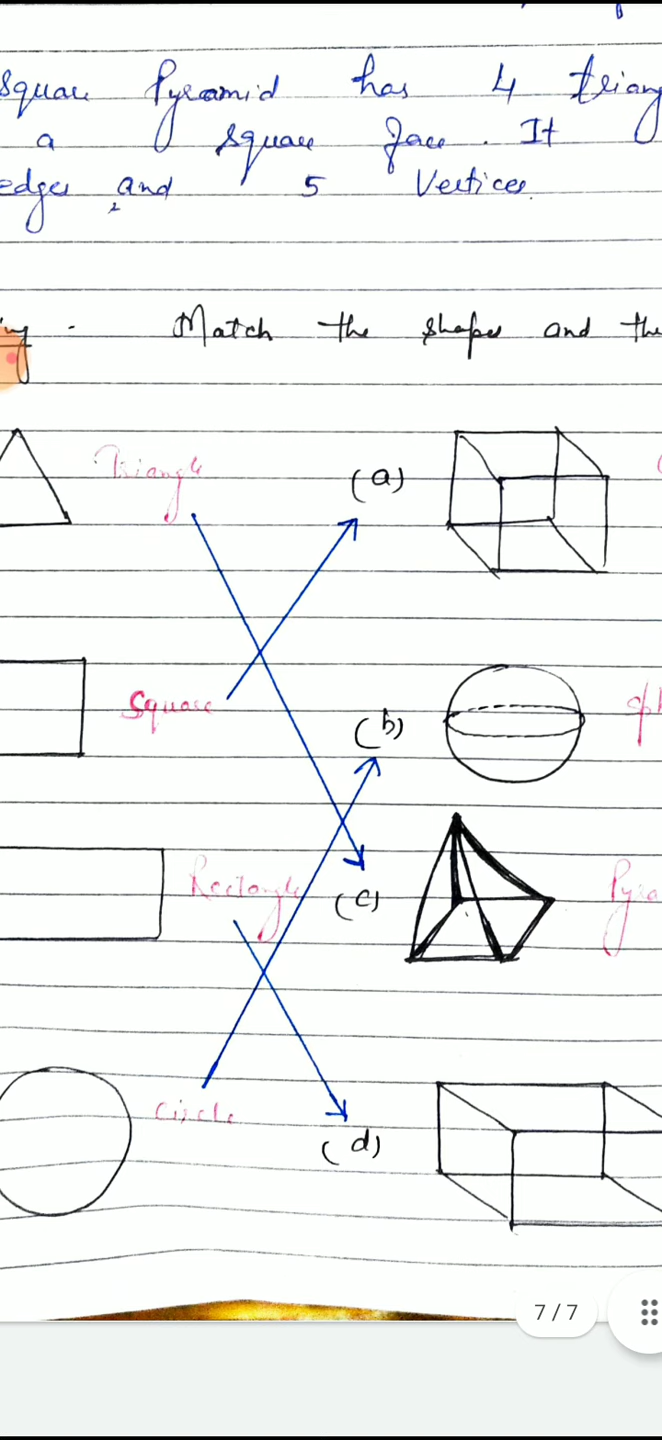 square Pyramid has 4 triang
a square face. It
edges and 5 Vertices.
Match the shapes and the
Triangle
(a)
Square
(b)
Rectangle
(c)
Pyra
Circle
(d)
7/7